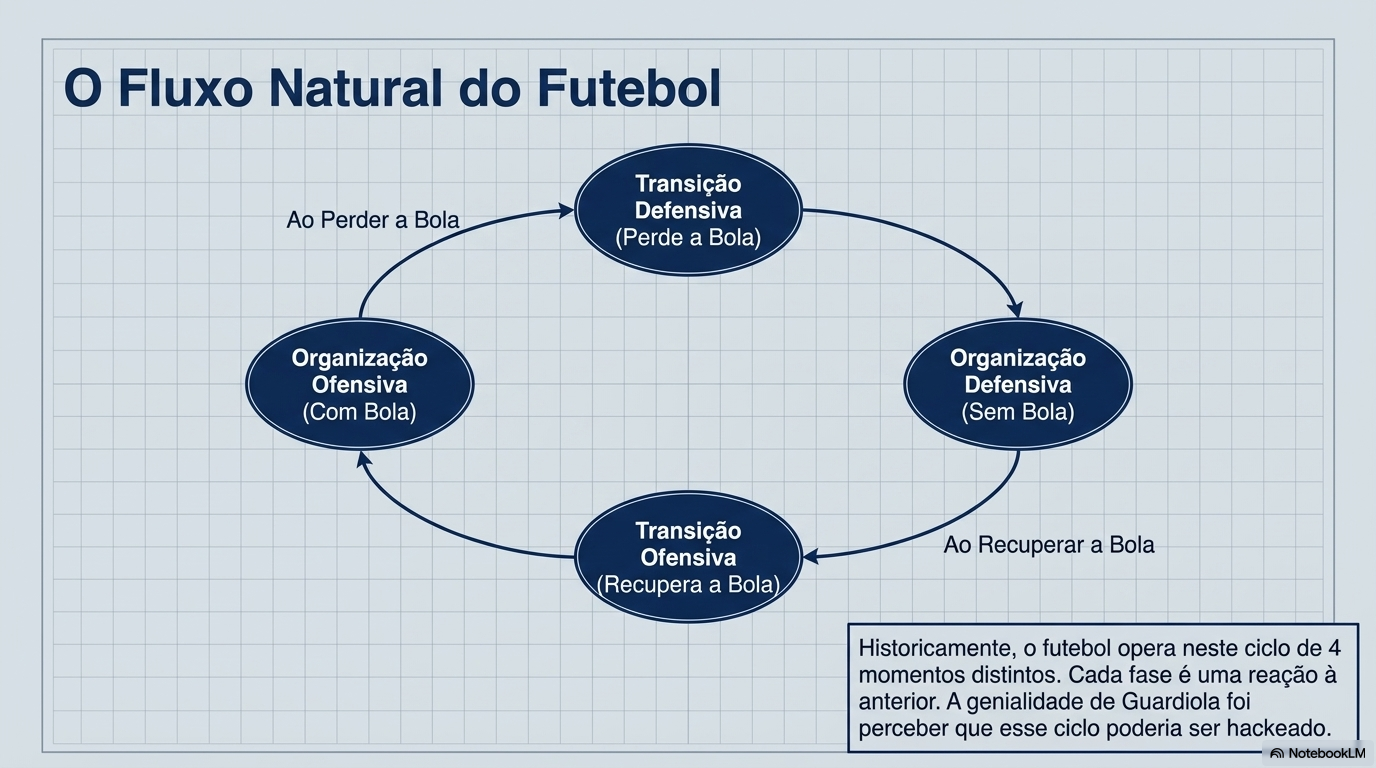 O Fluxo Natural do Futebol
Transição
Defensiva
(Perde a Bola)
Ao Perder a Bola
Organização
Ofensiva
(Com Bola)
Organização
Defensiva
(Sem Bola)
Transição
Ofensiva
(Recupera a Bola)
Ao Recuperar a Bola
Historicamente, o futebol opera neste ciclo de 4
momentos distintos. Cada fase é uma reação à
anterior. A genialidade de Guardiola foi
perceber que esse ciclo poderia ser hackeado.
NotebookLM